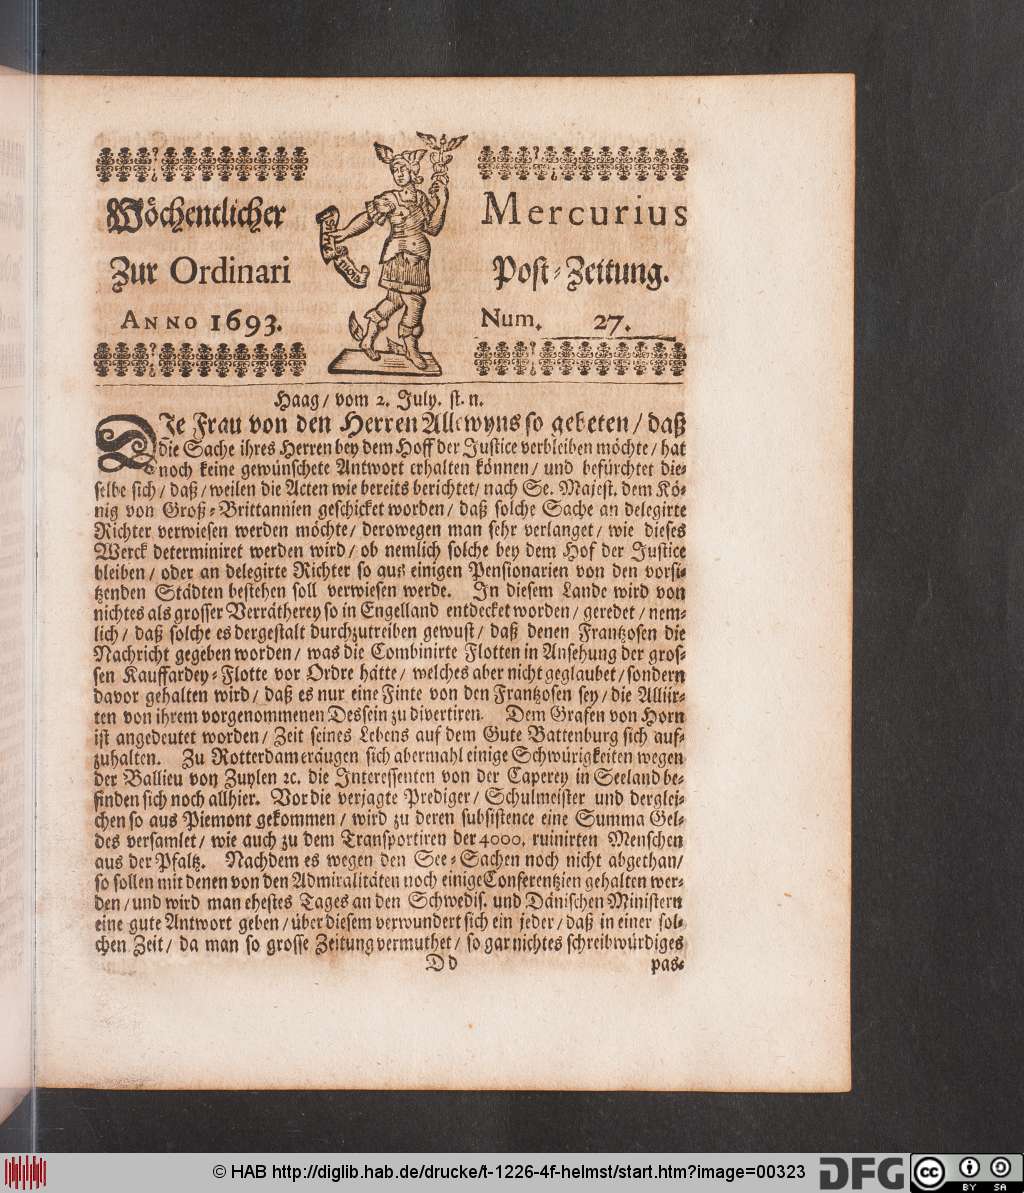 Wöchentlicher Mercurius
Zur Ordinari Post-Zeitung.
ANNO 1693. Num. 27.
Haag / vom 2. July. st. n.
DIe Frau von den Herren Allewyns so gebeten / daß
die Sache ihres Herren bey dem Hoff der Justice verbleiben möchte / hat
noch keine gewünschete Antwort erhalten können / und befürchtet die-
selbe sich / daß / weilen die Acten wie bereits berichtet / nach Se. Majest. dem Kö-
nig von Groß-Brittannien geschicket worden / daß solche Sache an delegirte
Richter verwiesen werden möchte / derowegen man sehr verlanget / wie dieses
Werck determiniret werden wird / ob nemlich solche bey dem Hof der Justice
bleiben / oder an delegirte Richter so aus einigen Pensionarien von den vorsi-
tzenden Städten bestehen soll verwiesen werde. In diesem Lande wird von
nichtes als grosser Verrätherey so in Engelland entdecket worden / geredet / nem-
lich / daß solche es dergestalt durchzutreiben gewust / daß denen Frantzosen die
Nachricht gegeben worden / was die Combinirte Flotten in Ansehung der gros-
sen Kauffardey-Flotte vor Ordre hätte / welches aber nicht geglaubet / sondern
davor gehalten wird / daß es nur eine Finte von den Frantzosen sey / die Alliir-
ten von ihrem vorgenommenen Dessein zu divertiren. Dem Grafen von Horn
ist angedeutet worden / Zeit seines Lebens auf dem Gute Battenburg sich auf-
zuhalten. Zu Rotterdam eräugen sich abermahl einige Schwürigkeiten wegen
der Ballieu von Zuylen ꝛc. die Interessenten von der Caperey in Seeland be-
finden sich noch allhier. Vor die verjagte Prediger / Schulmeister und derglei-
chen so aus Piemont gekommen / wird zu deren subsistence eine Summa Gel-
des versamlet / wie auch zu dem Transportiren der 4000. ruinirten Menschen
aus der Pfaltz. Nachdem es wegen den See-Sachen noch nicht abgethan /
so sollen mit denen von den Admiralitäten noch einige Conferentzien gehalten wer-
den / und wird man ehestes Tages an den Schwedis. und Dänischen Ministern
eine gute Antwort geben / über diesem verwundert sich ein jeder / daß in einer sol-
chen Zeit / da man so grosse Zeitung vermuthet / so gar nichtes schreibwürdiges
Dd pas-
© HAB http://diglib.hab.de/drucke/t-1226-4f-helmst/start.htm?image=00323
DFG
cc BY SA